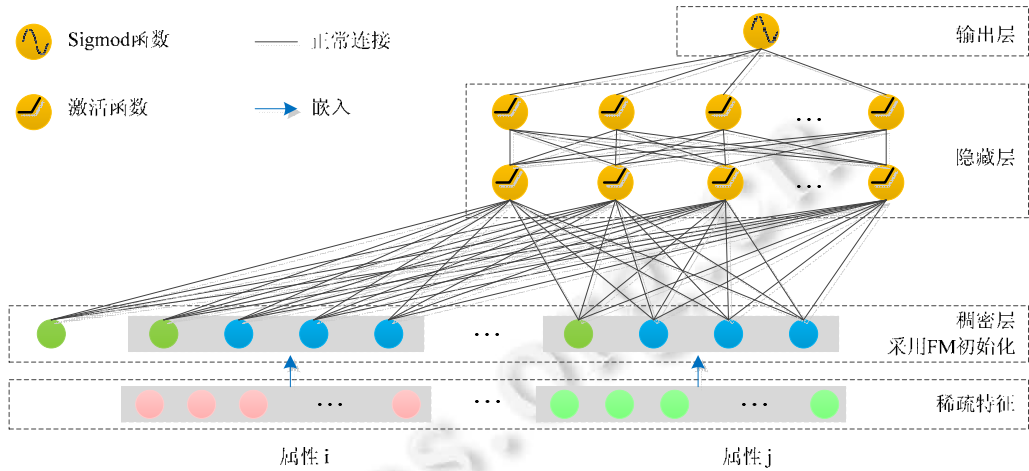 Sigmod函数
正常连接
输出层
激活函数
嵌入
隐藏层
...
...
稠密层
...
采用FM初始化
...
...
...
稀疏特征
属性 i
属性 j